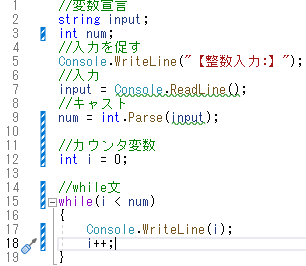 1 //変数宣言
2 string input;
3 int num;
4 //入力を促す
5 Console.WriteLine("【整数入力:】");
6 //入力
7 input = Console.ReadLine();
8 //キャスト
9 num = int.Parse(input);
10
11 //カウンタ変数
12 int i = 0;
13
14 //while文
15 while(i < num)
16 {
17 Console.WriteLine(i);
18 i++;
19 }